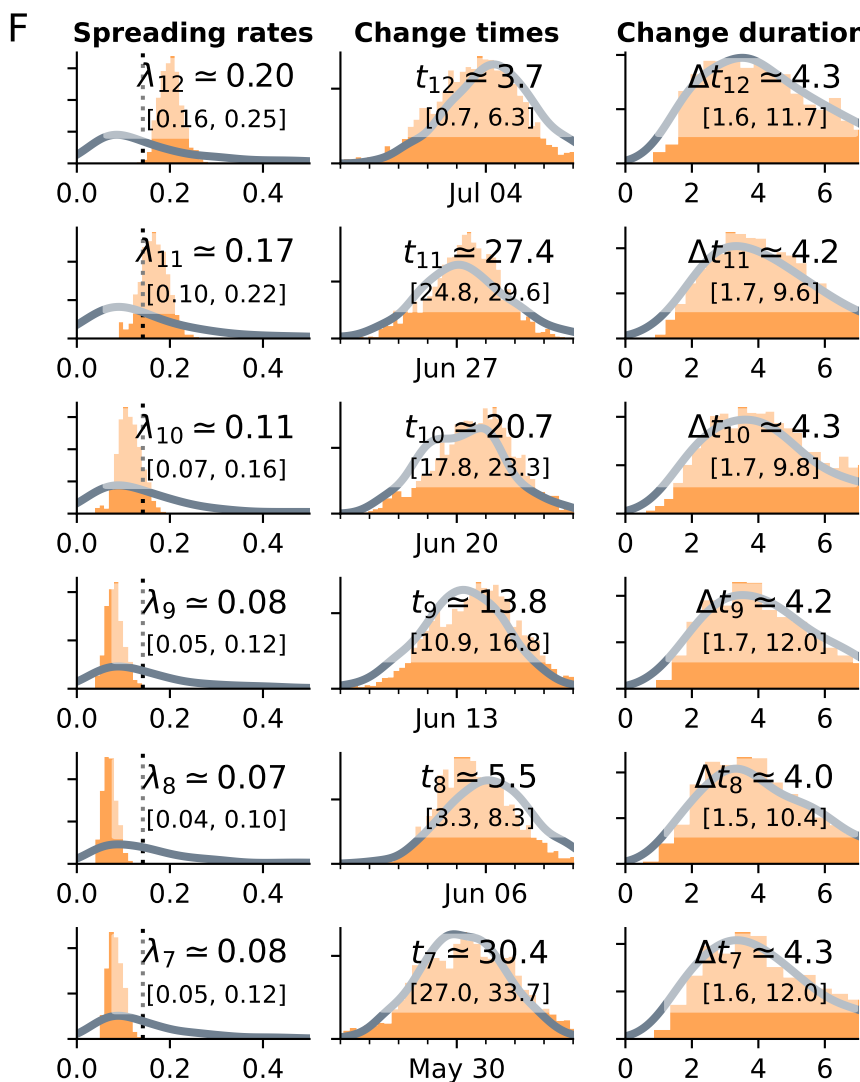 F
Spreading rates Change times Change duration
λ12 ≃ 0.20 t12 ≃ 3.7 Δt12 ≃ 4.3
[0.16, 0.25] [0.7, 6.3] [1.6, 11.7]
0.0 0.2 0.4 Jul 04 0 2 4 6
λ11 ≃ 0.17 t11 ≃ 27.4 Δt11 ≃ 4.2
[0.10, 0.22] [24.8, 29.6] [1.7, 9.6]
0.0 0.2 0.4 Jun 27 0 2 4 6
λ10 ≃ 0.11 t10 ≃ 20.7 Δt10 ≃ 4.3
[0.07, 0.16] [17.8, 23.3] [1.7, 9.8]
0.0 0.2 0.4 Jun 20 0 2 4 6
λ9 ≃ 0.08 t9 ≃ 13.8 Δt9 ≃ 4.2
[0.05, 0.12] [10.9, 16.8] [1.7, 12.0]
0.0 0.2 0.4 Jun 13 0 2 4 6
λ8 ≃ 0.07 t8 ≃ 5.5 Δt8 ≃ 4.0
[0.04, 0.10] [3.3, 8.3] [1.5, 10.4]
0.0 0.2 0.4 Jun 06 0 2 4 6
λ7 ≃ 0.08 t7 ≃ 30.4 Δt7 ≃ 4.3
[0.05, 0.12] [27.0, 33.7] [1.6, 12.0]
0.0 0.2 0.4 May 30 0 2 4 6